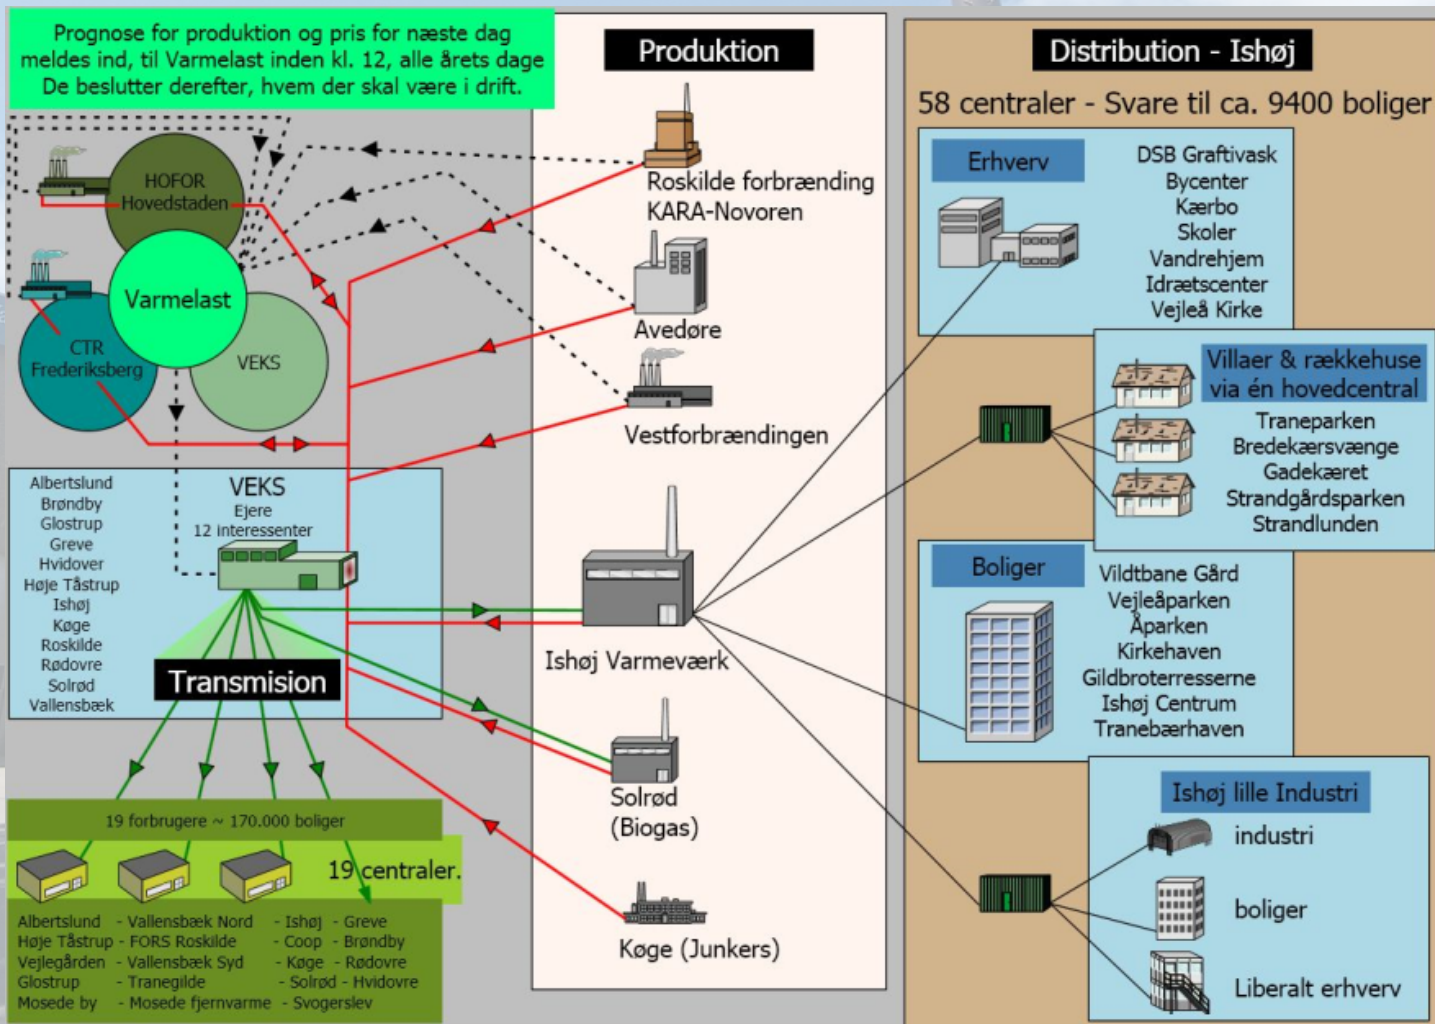 Prognose for produktion og pris for næste dag
meldes ind, til Varmelast inden kl. 12, alle årets dage
De beslutter derefter, hvem der skal være i drift.
HOFOR
Hovedstaden
Varmelast
CTR
Frederiksberg
VEKS
Albertslund
Brøndby
Glostrup
Greve
Hvidover
Høje Tåstrup
Ishøj
Køge
Roskilde
Rødovre
Solrød
Vallensbæk
VEKS
Ejere
12 interessenter
Transmision
19 forbrugere ~ 170.000 boliger
19 centraler.
Albertslund - Vallensbæk Nord - Ishøj - Greve
Høje Tåstrup - FORS Roskilde - Coop - Brøndby
Vejlegården - Vallensbæk Syd - Køge - Rødovre
Glostrup - Tranegilde - Solrød - Hvidovre
Mosede by - Mosede fjernvarme - Svogerslev
Produktion
Roskilde forbrænding
KARA-Novoren
Avedøre
Vestforbrændingen
Ishøj Varmeværk
Solrød
(Biogas)
Køge (Junkers)
Distribution - Ishøj
58 centraler - Svare til ca. 9400 boliger
Erhverv
DSB Graftivask
Bycenter
Kærbo
Skoler
Vandrehjem
Idrætscenter
Vejleå Kirke
Villaer & rækkehuse
via én hovedcentral
Traneparken
Bredekærsvænge
Gadekæret
Strandgårdsparken
Strandlunden
Boliger
Vildtbane Gård
Vejleåparken
Åparken
Kirkehaven
Gildbroterresserne
Ishøj Centrum
Tranebærhaven
Ishøj lille Industri
industri
boliger
Liberalt erhverv